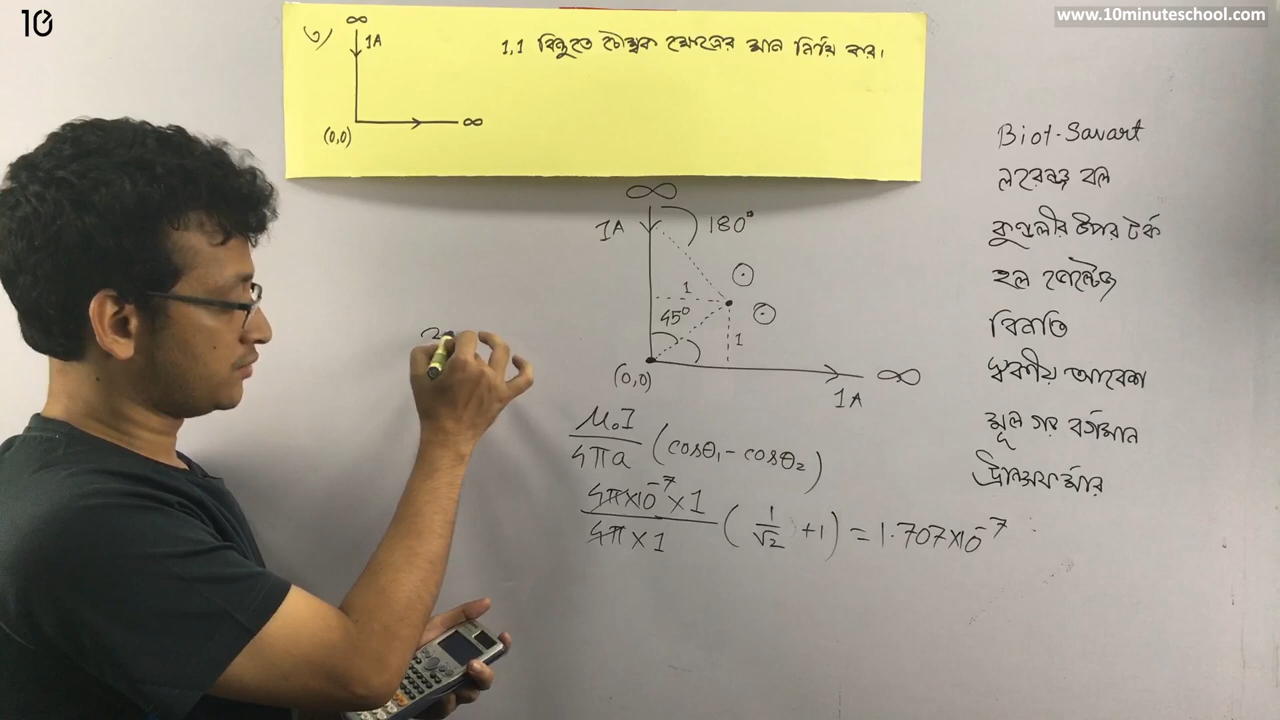 10
www.10minuteschool.com
৩)
∞
1A
(0,0)
∞
1,1 বিন্দুতে চৌম্বক ক্ষেত্রের মান নির্ণয় কর।
∞
1A
180°
1
45°
1
(0,0)
∞
1A
μ₀I / 4πa (cosθ₁ - cosθ₂)
4π×10⁻⁷×1 / 4π×1 (1/√2 +1) = 1.707×10⁻⁷
Biot-Savart
লরেঞ্জ বল
কুণ্ডলীর উপর টর্ক
হল ভোল্টেজ
বিনতি
স্বকীয় আবেশ
মূল গড় বর্গমান
ট্রান্সফর্মার